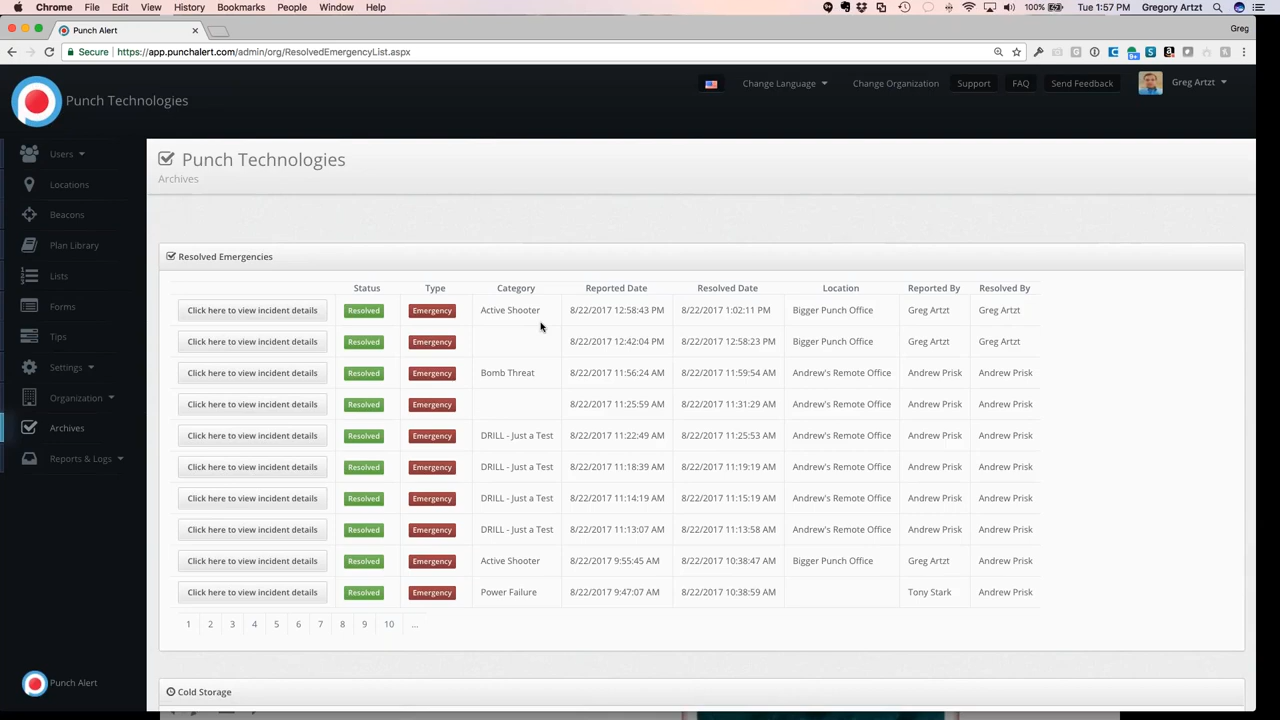 Chrome File Edit View History Bookmarks People Window Help 100% Tue 1:57 PM Gregory Artzt
Punch Alert Greg
Secure https://app.punchalert.com/admin/org/ResolvedEmergencyList.aspx
Punch Technologies Change Language Change Organization Support FAQ Send Feedback Greg Artzt
Users
Locations
Beacons
Plan Library
Lists
Forms
Tips
Settings
Organization
Archives
Reports & Logs
Punch Alert
Punch Technologies
Archives
Resolved Emergencies
Status Type Category Reported Date Resolved Date Location Reported By Resolved By
Click here to view incident details Resolved Emergency Active Shooter 8/22/2017 12:58:43 PM 8/22/2017 1:02:11 PM Bigger Punch Office Greg Artzt Greg Artzt
Click here to view incident details Resolved Emergency 8/22/2017 12:42:04 PM 8/22/2017 12:58:23 PM Bigger Punch Office Greg Artzt Greg Artzt
Click here to view incident details Resolved Emergency Bomb Threat 8/22/2017 11:56:24 AM 8/22/2017 11:59:54 AM Andrew's Remote Office Andrew Prisk Andrew Prisk
Click here to view incident details Resolved Emergency 8/22/2017 11:25:59 AM 8/22/2017 11:31:29 AM Andrew's Remote Office Andrew Prisk Andrew Prisk
Click here to view incident details Resolved Emergency DRILL - Just a Test 8/22/2017 11:22:49 AM 8/22/2017 11:25:53 AM Andrew's Remote Office Andrew Prisk Andrew Prisk
Click here to view incident details Resolved Emergency DRILL - Just a Test 8/22/2017 11:18:39 AM 8/22/2017 11:19:19 AM Andrew's Remote Office Andrew Prisk Andrew Prisk
Click here to view incident details Resolved Emergency DRILL - Just a Test 8/22/2017 11:14:19 AM 8/22/2017 11:15:19 AM Andrew's Remote Office Andrew Prisk Andrew Prisk
Click here to view incident details Resolved Emergency DRILL - Just a Test 8/22/2017 11:13:07 AM 8/22/2017 11:13:58 AM Andrew's Remote Office Andrew Prisk Andrew Prisk
Click here to view incident details Resolved Emergency Active Shooter 8/22/2017 9:55:45 AM 8/22/2017 10:38:47 AM Bigger Punch Office Greg Artzt Andrew Prisk
Click here to view incident details Resolved Emergency Power Failure 8/22/2017 9:47:07 AM 8/22/2017 10:38:59 AM Tony Stark Andrew Prisk
1 2 3 4 5 6 7 8 9 10 ...
Cold Storage